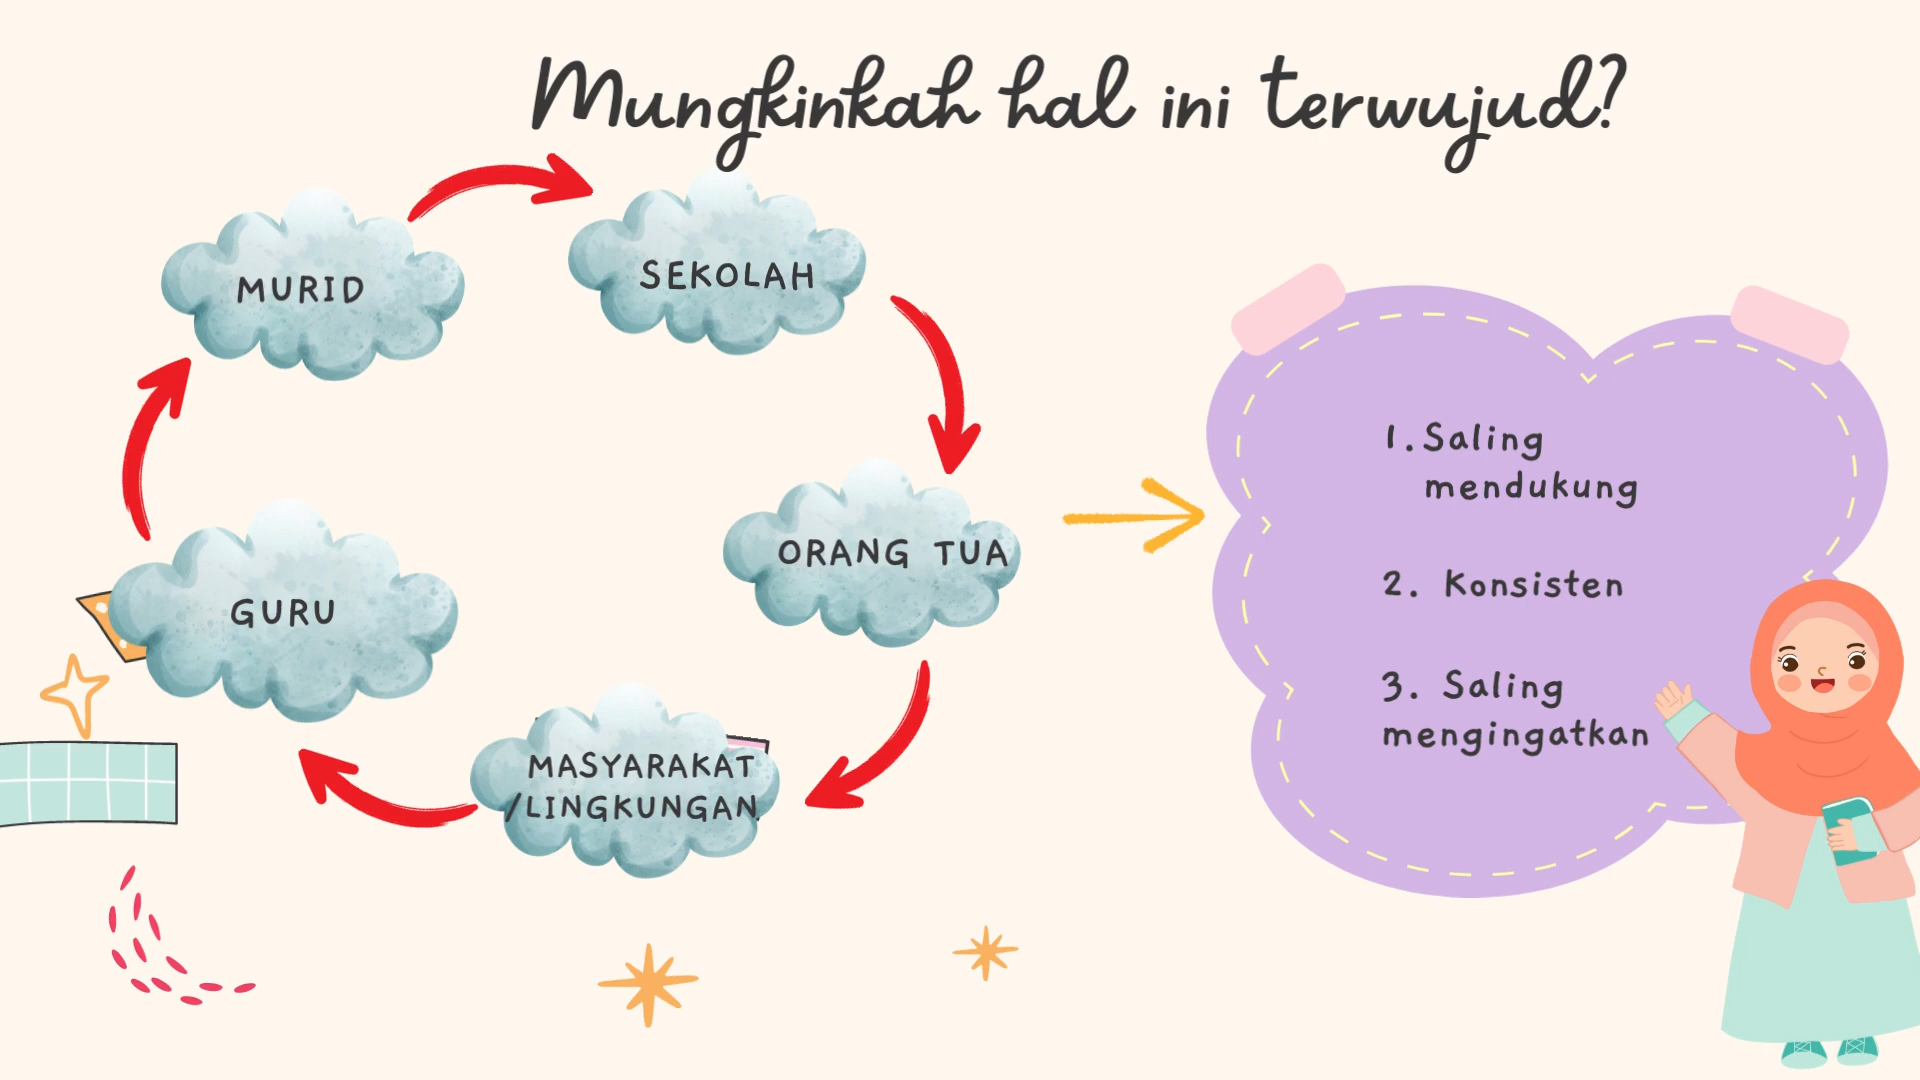 Mungkinkah hal ini terwujud?
MURID
SEKOLAH
ORANG TUA
MASYARAKAT
/LINGKUNGAN
GURU
1. Saling
mendukung
2. Konsisten
3. Saling
mengingatkan